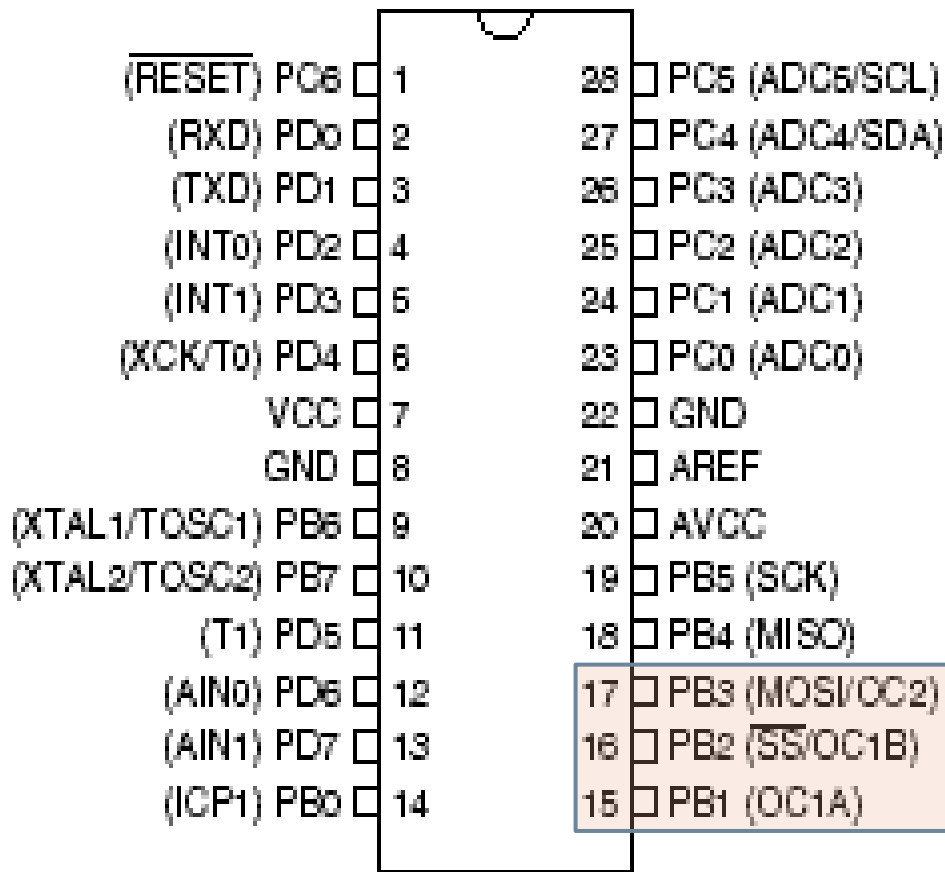 (RESET) PC6 1 28 PC5 (ADC5/SCL)
(RXD) PD0 2 27 PC4 (ADC4/SDA)
(TXD) PD1 3 26 PC3 (ADC3)
(INT0) PD2 4 25 PC2 (ADC2)
(INT1) PD3 5 24 PC1 (ADC1)
(XCK/T0) PD4 6 23 PC0 (ADC0)
VCC 7 22 GND
GND 8 21 AREF
(XTAL1/TOSC1) PB6 9 20 AVCC
(XTAL2/TOSC2) PB7 10 19 PB5 (SCK)
(T1) PD5 11 18 PB4 (MISO)
(AIN0) PD6 12 17 PB3 (MOSI/OC2)
(AIN1) PD7 13 16 PB2 (SS/OC1B)
(ICP1) PB0 14 15 PB1 (OC1A)